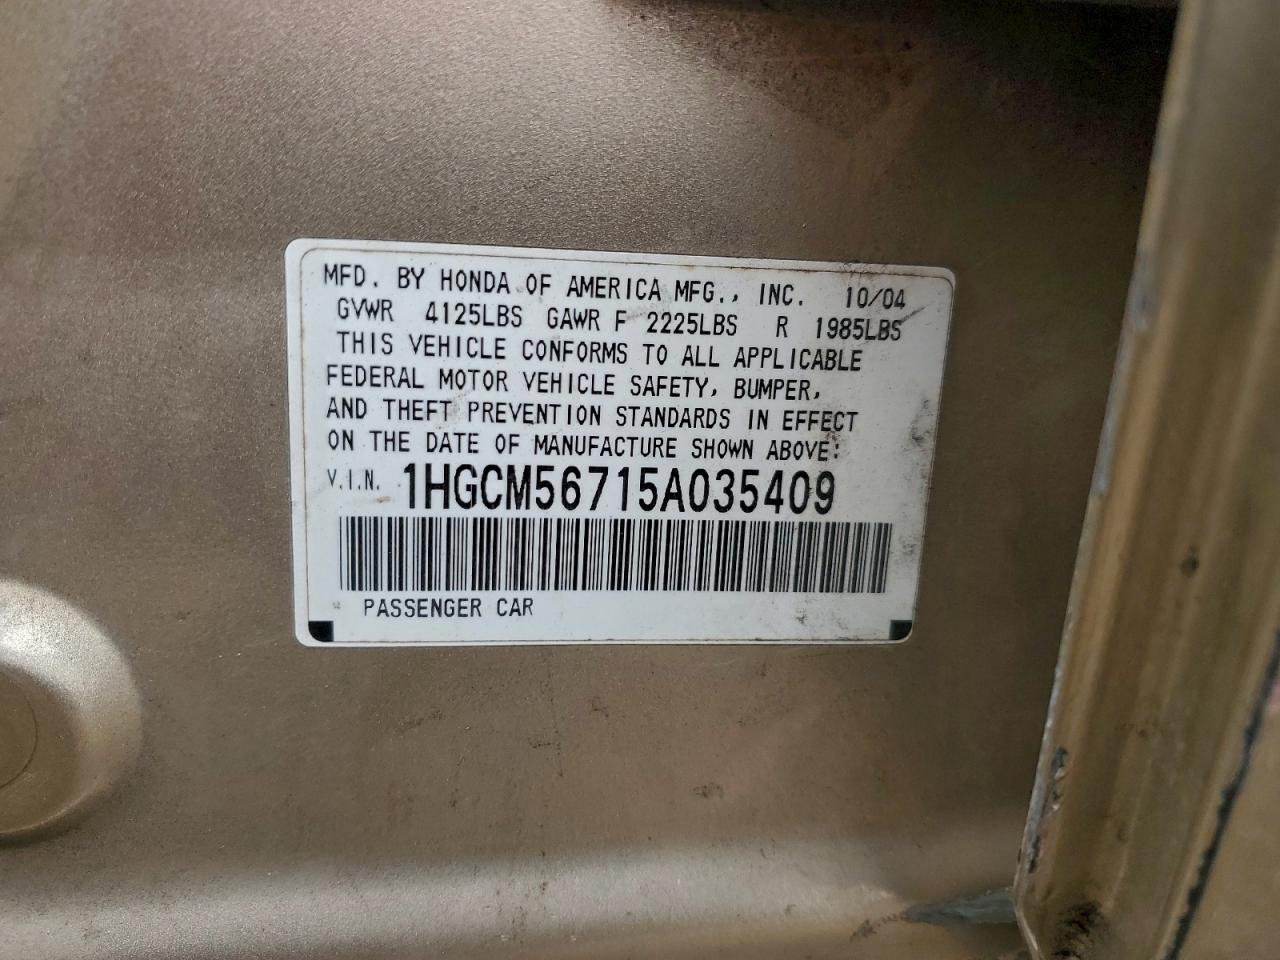 MFD. BY HONDA OF AMERICA MFG., INC. 10/04
GVWR 4125LBS GAWR F 2225LBS R 1985LBS
THIS VEHICLE CONFORMS TO ALL APPLICABLE
FEDERAL MOTOR VEHICLE SAFETY, BUMPER,
AND THEFT PREVENTION STANDARDS IN EFFECT
ON THE DATE OF MANUFACTURE SHOWN ABOVE:
V.I.N. 1HGCM56715A035409
PASSENGER CAR